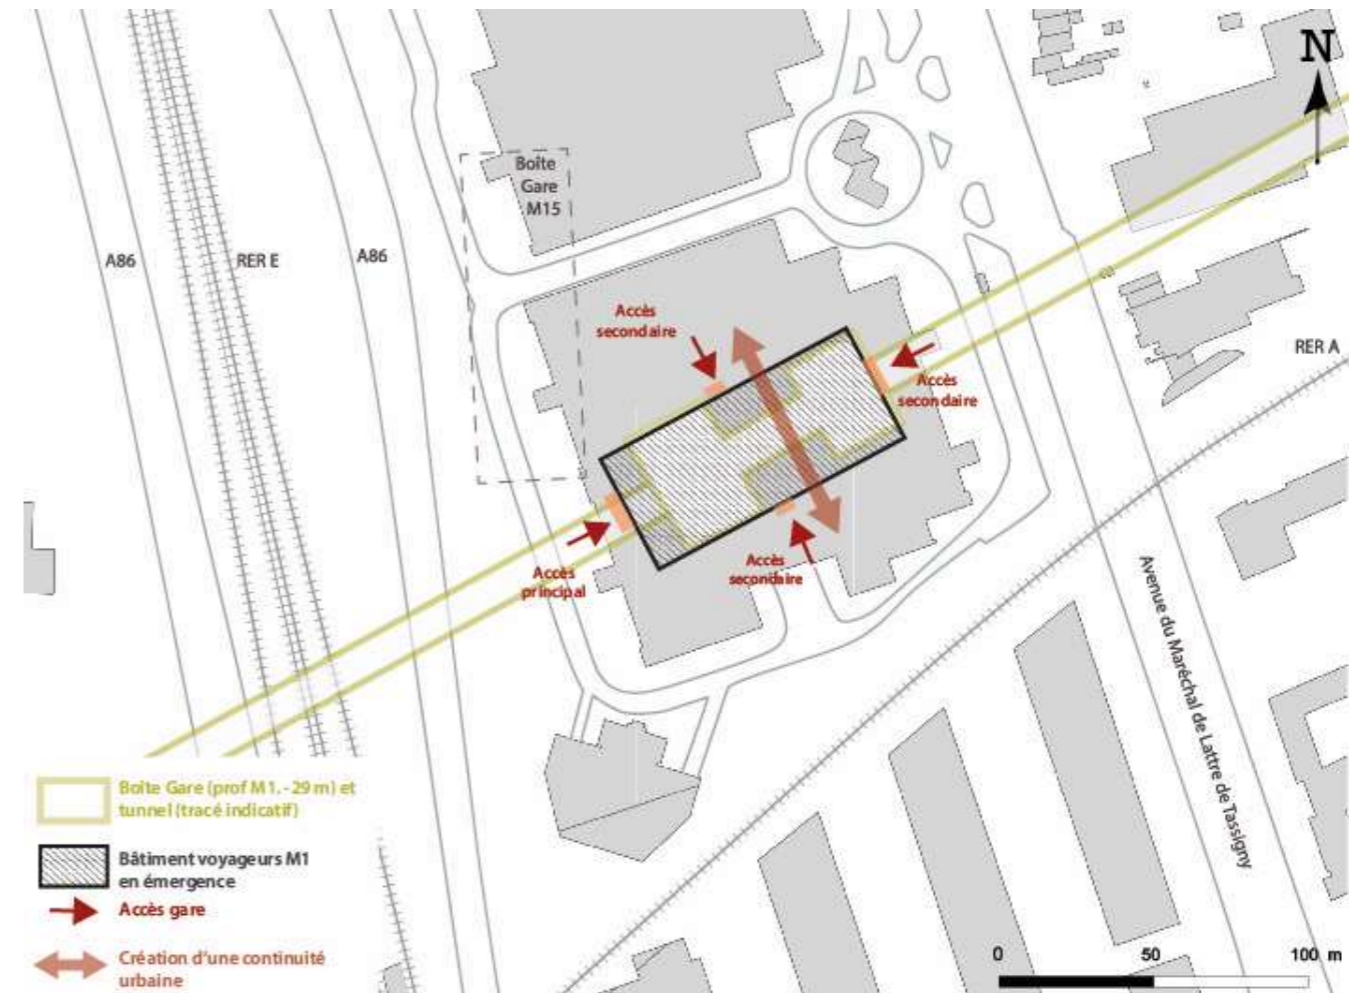 N
Boîte
Gare
M15
A86
RER E
A86
Accès
secondaire
RER A
Accès
secondaire
Accès
principal
Accès
secondaire
Avenue du Maréchal de Lattre de Tassigny
Boîte Gare (prof M1. - 29 m) et
tunnel (tracé indicatif)
Bâtiment voyageurs M1
en émergence
Accès gare
Création d'une continuité
urbaine
0 50 100 m